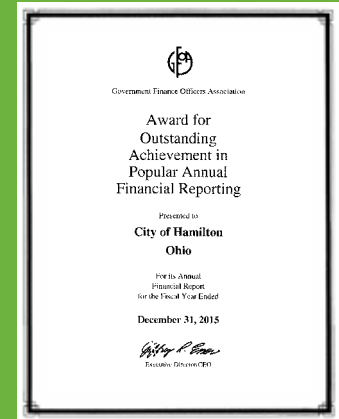 Government Finance Officers Association
Award for
Outstanding
Achievement in
Popular Annual
Financial Reporting
Presented to
City of Hamilton
Ohio
For its Annual
Financial Report
for the Fiscal Year Ended
December 31, 2015
Executive Director/CEO